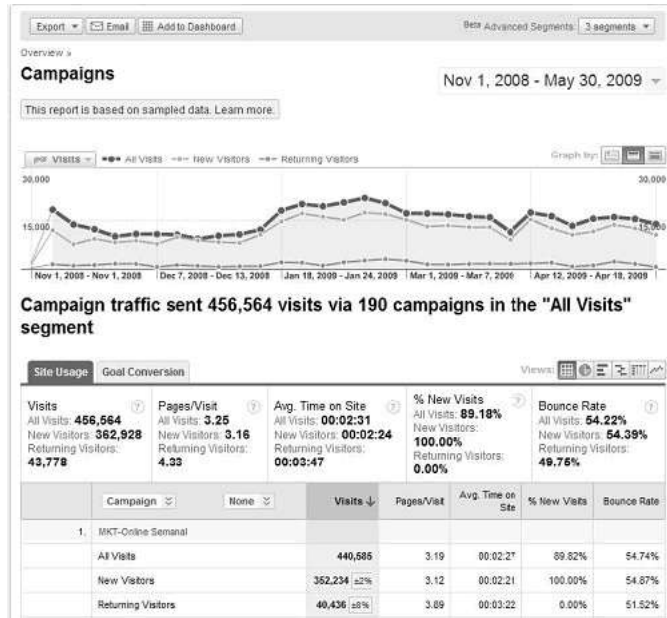 Export Email Add to Dashboard Beta Advanced Segments: 3 segments
Overview »
Campaigns
Nov 1, 2008 - May 30, 2009
This report is based on sampled data. Learn more.
Visits All Visits New Visitors Returning Visitors Graph by:
30,000 30,000
15,000 15,000
Nov 1, 2008 - Nov 1, 2008 Dec 7, 2008 - Dec 13, 2008 Jan 18, 2009 - Jan 24, 2009 Mar 1, 2009 - Mar 7, 2009 Apr 12, 2009 - Apr 18, 2009
Campaign traffic sent 456,564 visits via 190 campaigns in the "All Visits"
segment
Site Usage Goal Conversion Views:
Visits ?
All Visits: 456,564
New Visitors: 362,928
Returning Visitors:
43,778
Pages/Visit ?
All Visits: 3.25
New Visitors: 3.16
Returning Visitors:
4.33
Avg. Time on Site ?
All Visits: 00:02:31
New Visitors: 00:02:24
Returning Visitors:
00:03:47
% New Visits ?
All Visits: 89.18%
New Visitors:
100.00%
Returning Visitors:
0.00%
Bounce Rate ?
All Visits: 54.22%
New Visitors: 54.39%
Returning Visitors:
49.75%
Campaign None Visits ↓ Pages/Visit Avg. Time on Site % New Visits Bounce Rate
1. MKT-Online Semanal
All Visits 440,585 3.19 00:02:27 89.82% 54.74%
New Visitors 352,234 ±2% 3.12 00:02:21 100.00% 54.87%
Returning Visitors 40,436 ±8% 3.89 00:03:22 0.00% 51.52%